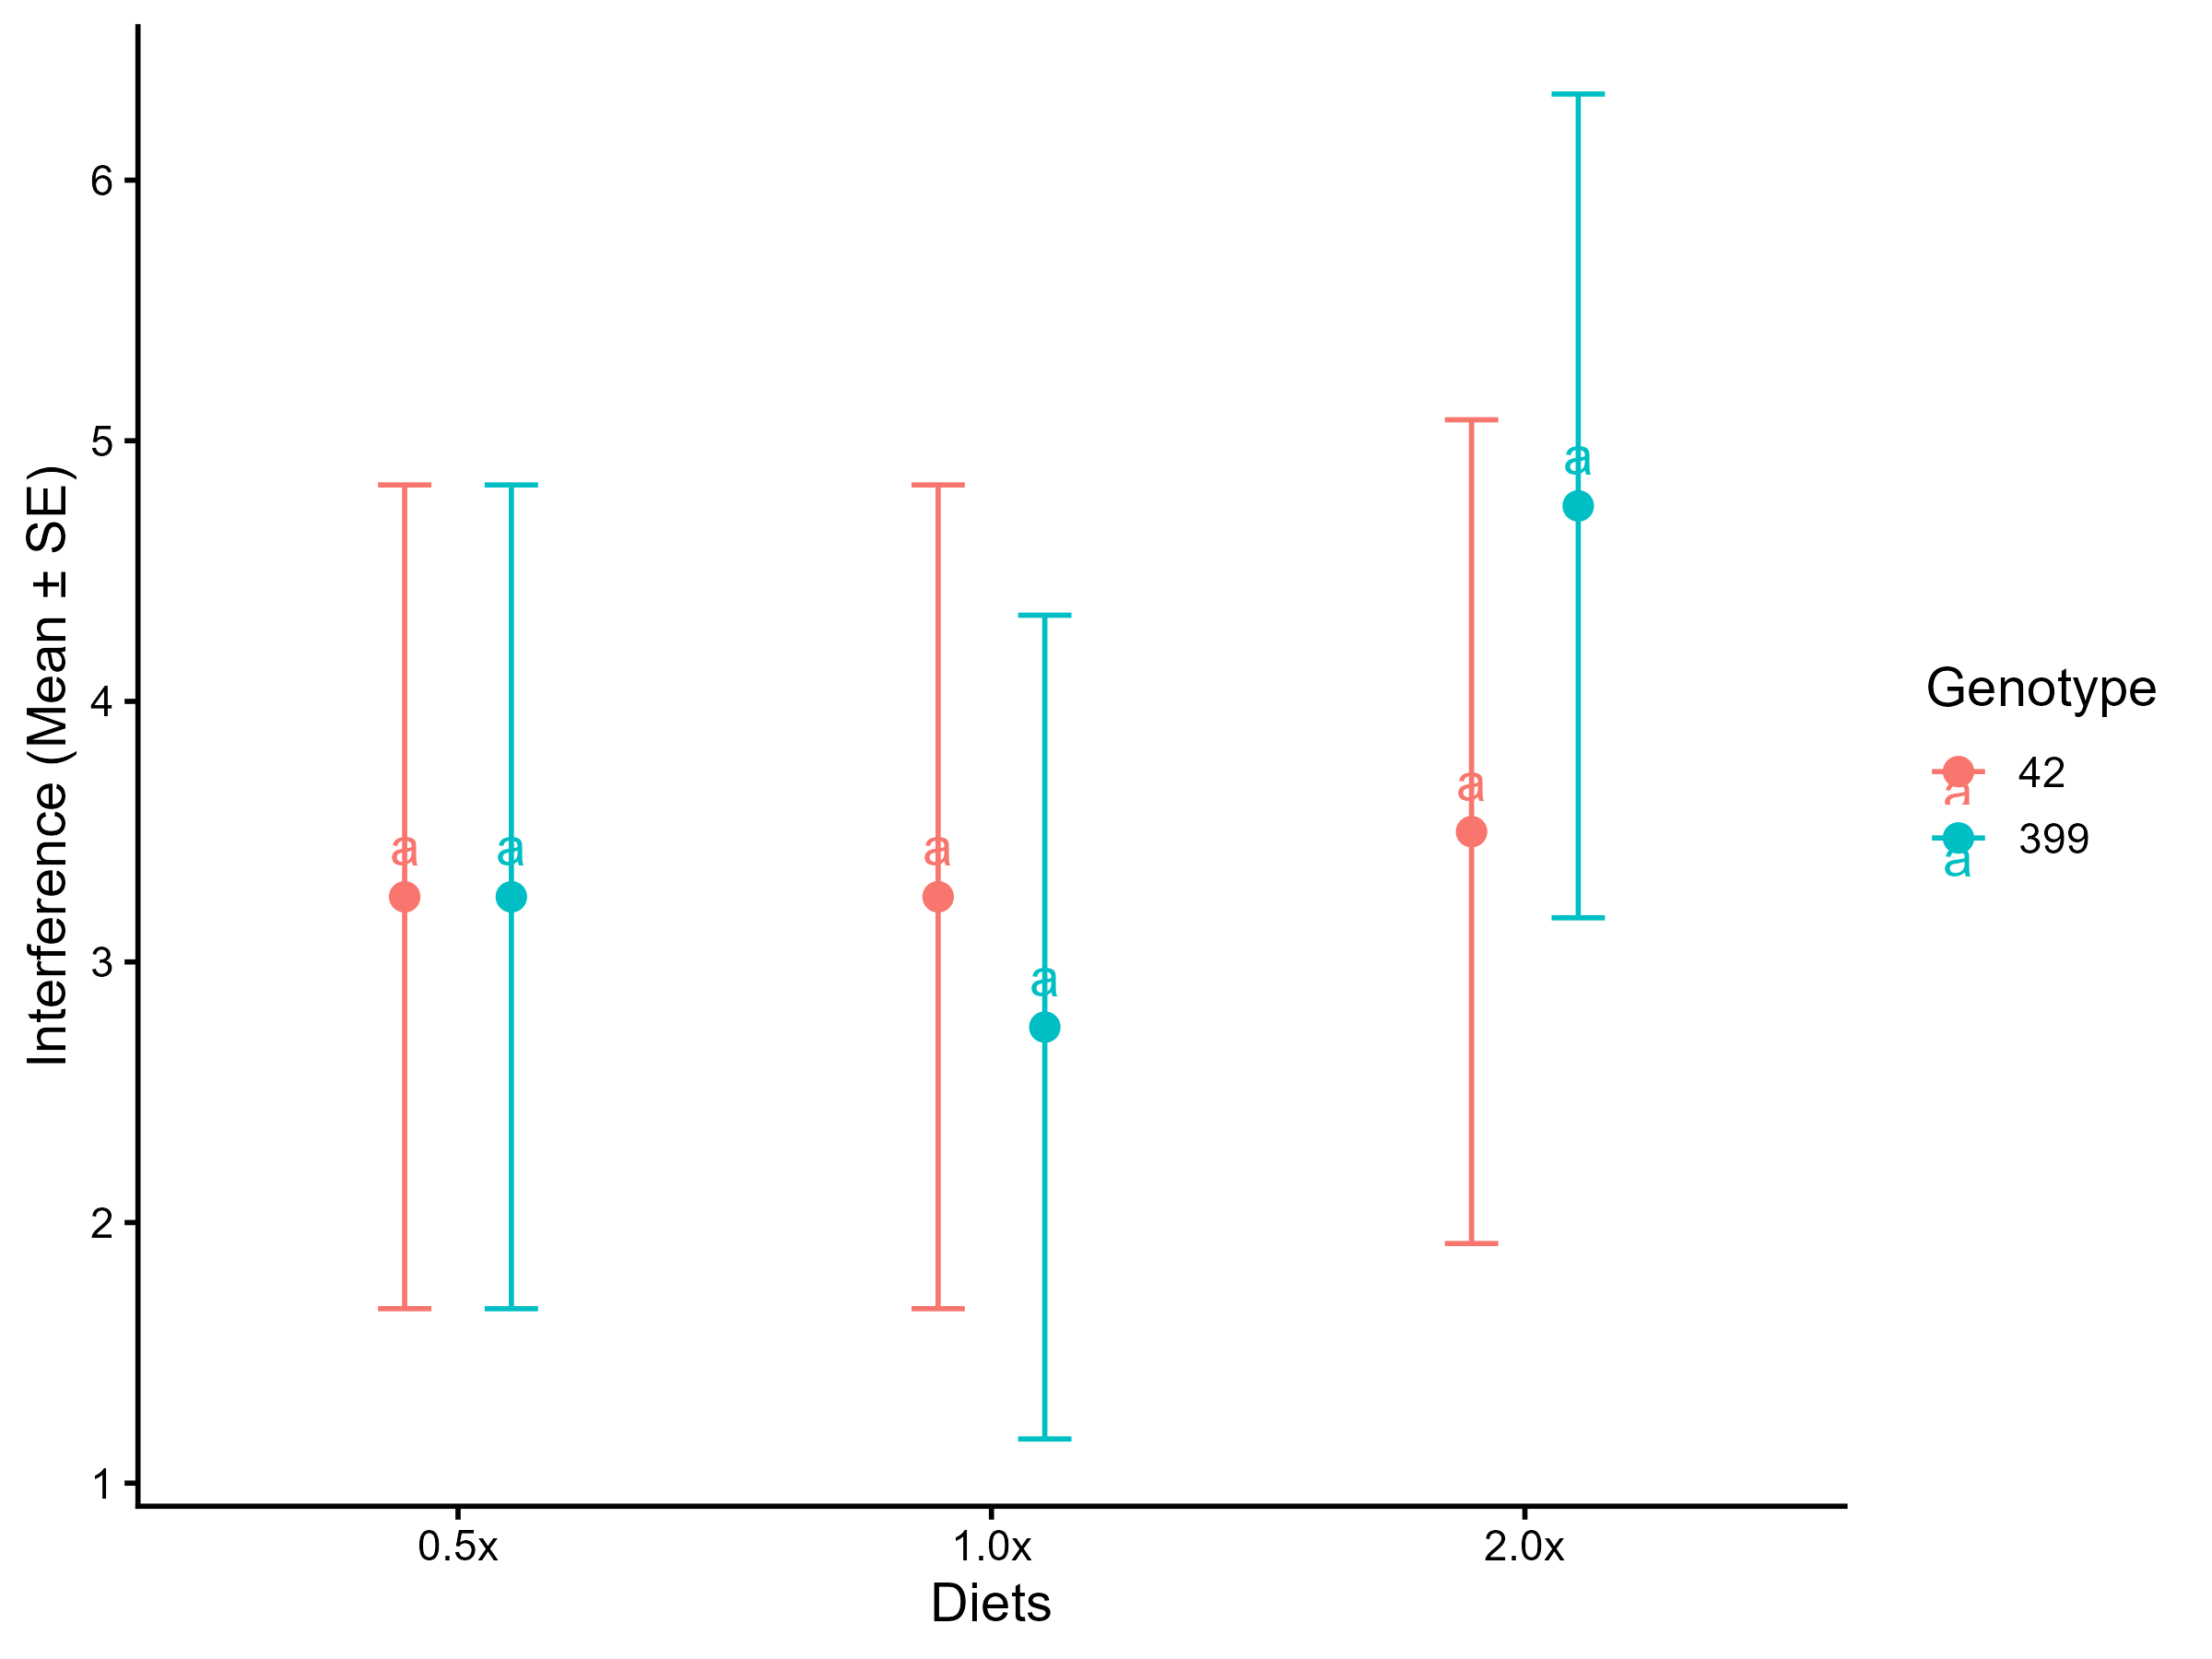 Interference (Mean ± SE)
6
5
4
3
2
1
a a a a a a
0.5x 1.0x 2.0x
Diets
Genotype
a 42
a 399